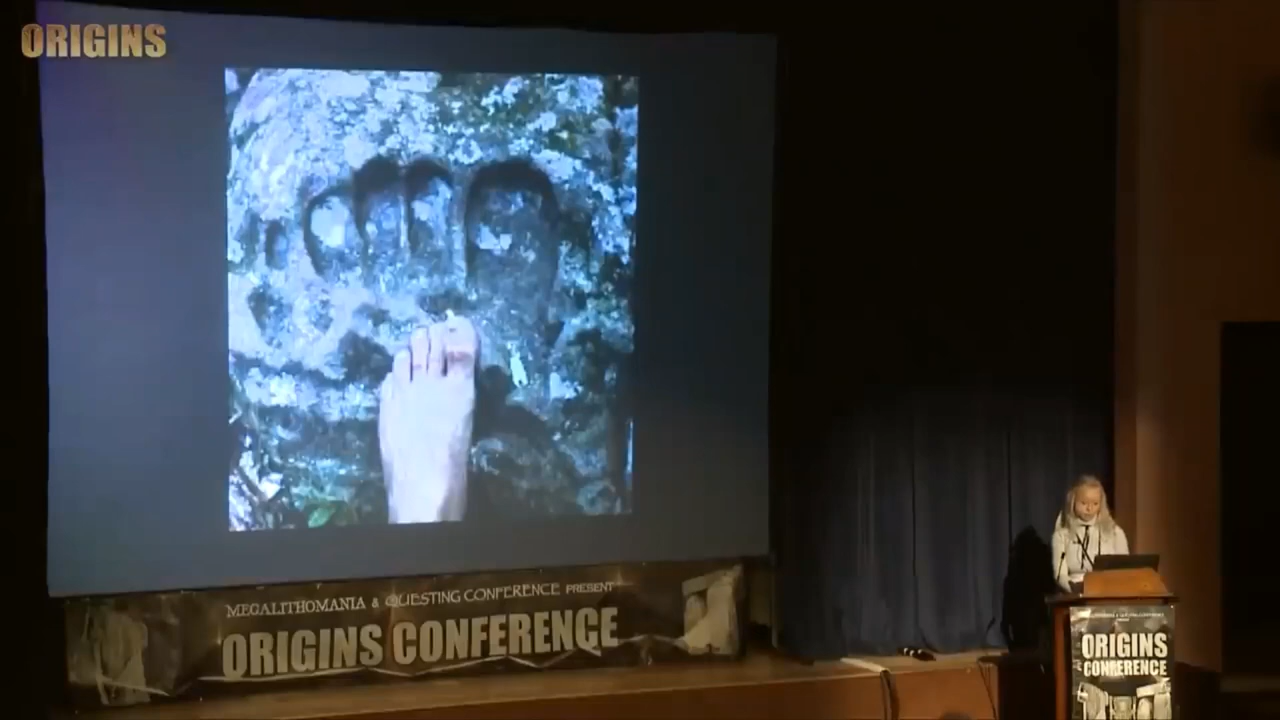 ORIGINS
MEGALITHOMANIA & QUESTING CONFERENCE PRESENT
ORIGINS CONFERENCE
ORIGINS
CONFERENCE